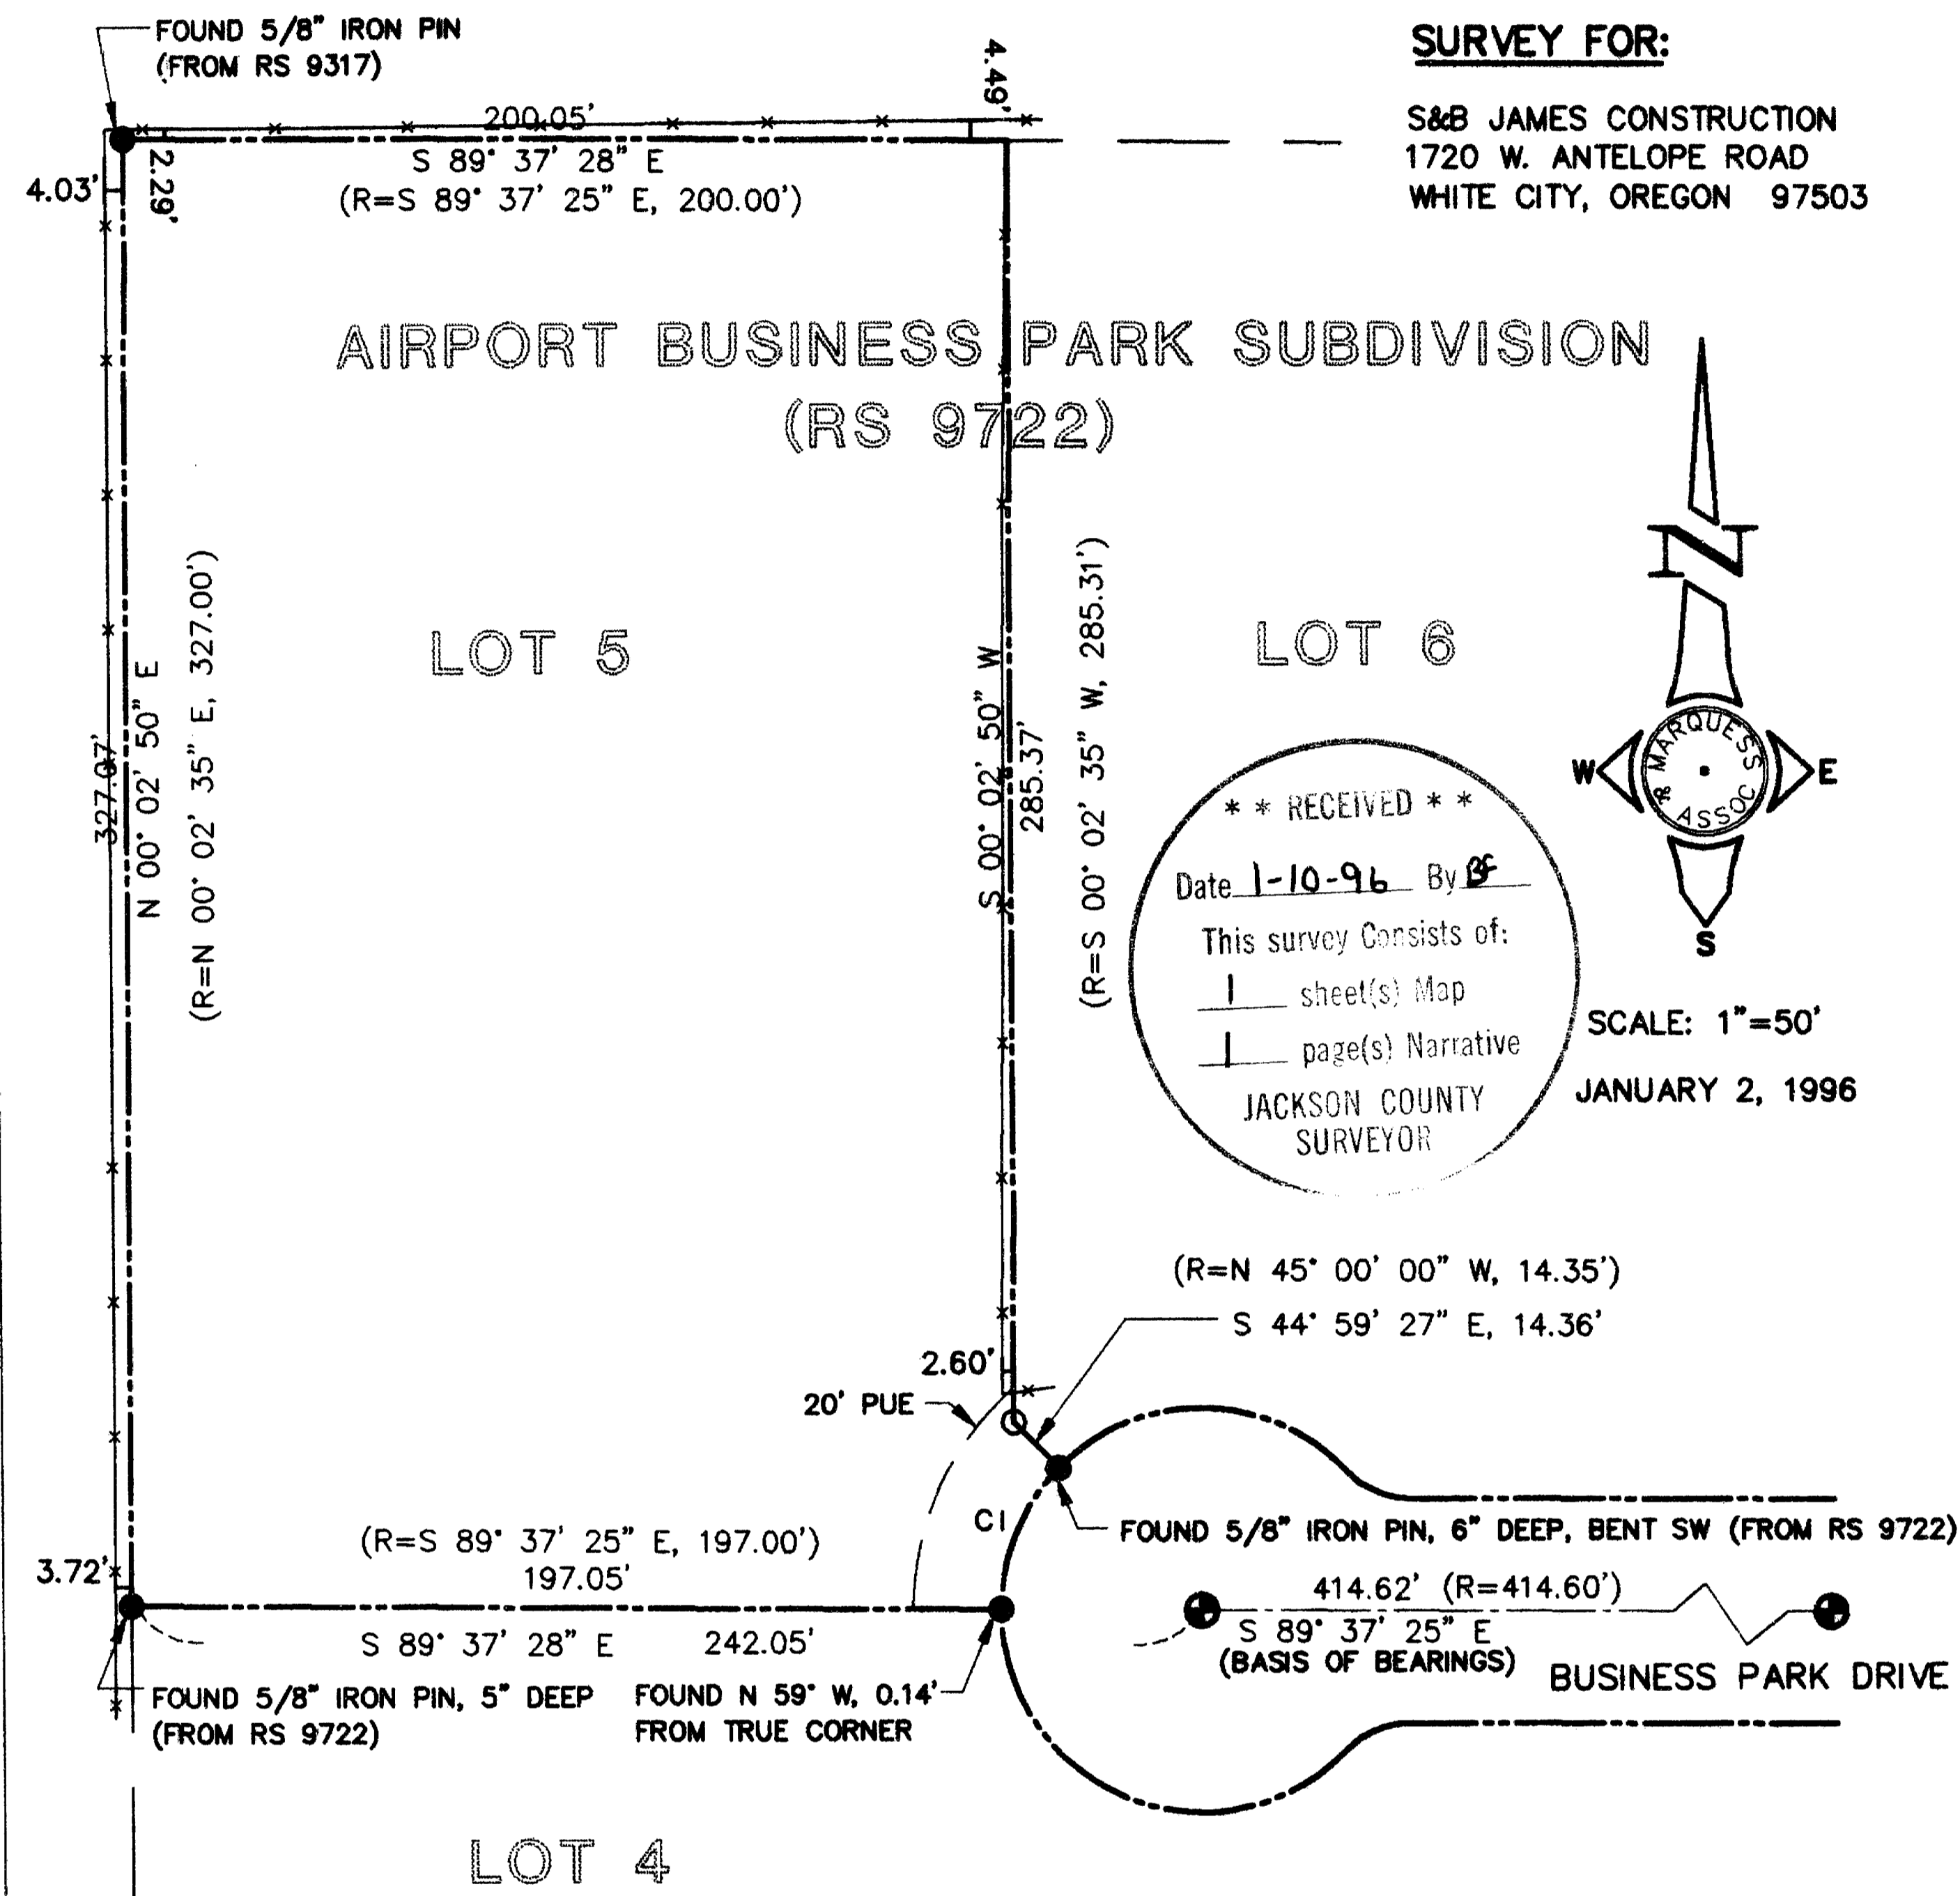 FOUND 5/8" IRON PIN
(FROM RS 9317)
SURVEY FOR:
S&B JAMES CONSTRUCTION
1720 W. ANTELOPE ROAD
WHITE CITY, OREGON 97503
4.49'
200.05'
S 89° 37' 28" E
(R=S 89° 37' 25" E, 200.00')
4.03'
2.29'
AIRPORT BUSINESS PARK SUBDIVISION
(RS 9722)
LOT 5
LOT 6
327.07'
N 00° 02' 50" E
(R=N 00° 02' 35" E, 327.00')
S 00° 02' 50" W
285.37'
(R=S 00° 02' 35" W, 285.31')
N
W
E
S
MARQUESS
& ASSOC
* * RECEIVED * *
Date 1-10-96 By BF
This survey Consists of:
1 sheet(s) Map
1 page(s) Narrative
JACKSON COUNTY
SURVEYOR
SCALE: 1"=50'
JANUARY 2, 1996
(R=N 45° 00' 00" W, 14.35')
S 44° 59' 27" E, 14.36'
2.60'
20' PUE
C1
FOUND 5/8" IRON PIN, 6" DEEP, BENT SW (FROM RS 9722)
(R=S 89° 37' 25" E, 197.00')
197.05'
3.72'
S 89° 37' 28" E 242.05'
414.62' (R=414.60')
S 89° 37' 25" E
(BASIS OF BEARINGS)
BUSINESS PARK DRIVE
FOUND 5/8" IRON PIN, 5" DEEP
(FROM RS 9722)
FOUND N 59° W, 0.14'
FROM TRUE CORNER
LOT 4